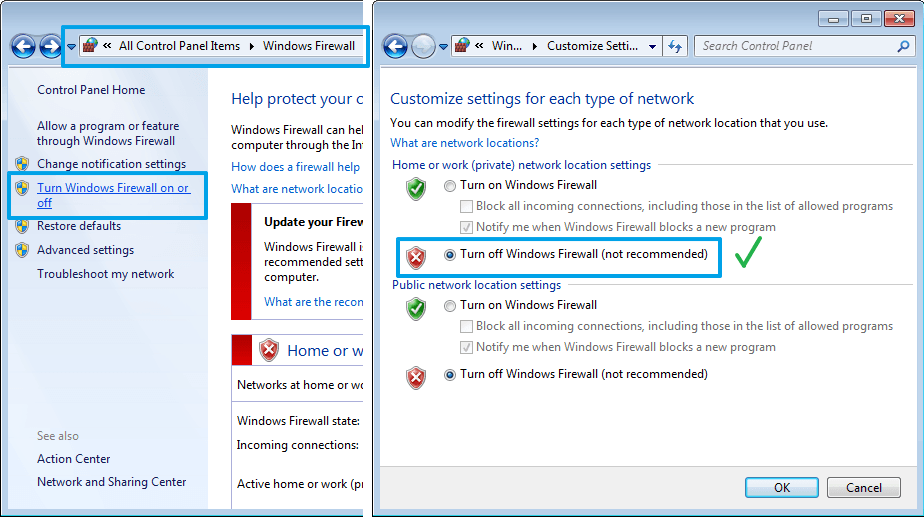 « All Control Panel Items Windows Firewall
Control Panel Home
Allow a program or feature
through Windows Firewall
Change notification settings
Turn Windows Firewall on or
off
Restore defaults
Advanced settings
Troubleshoot my network
See also
Action Center
Network and Sharing Center
Help protect your c
Windows Firewall can hel
computer through the Int
How does a firewall help
What are network locatio
Update your Firew
Windows Firewall i
recommended sett
computer.
What are the recon
Home or w
Networks at home or wo
Windows Firewall state:
Incoming connections:
Active home or work (pr
« Win... Customize Setti...
Search Control Panel
Customize settings for each type of network
You can modify the firewall settings for each type of network location that you use.
What are network locations?
Home or work (private) network location settings
Turn on Windows Firewall
Block all incoming connections, including those in the list of allowed programs
Notify me when Windows Firewall blocks a new program
Turn off Windows Firewall (not recommended)
Public network location settings
Turn on Windows Firewall
Block all incoming connections, including those in the list of allowed programs
Notify me when Windows Firewall blocks a new program
Turn off Windows Firewall (not recommended)
OK Cancel